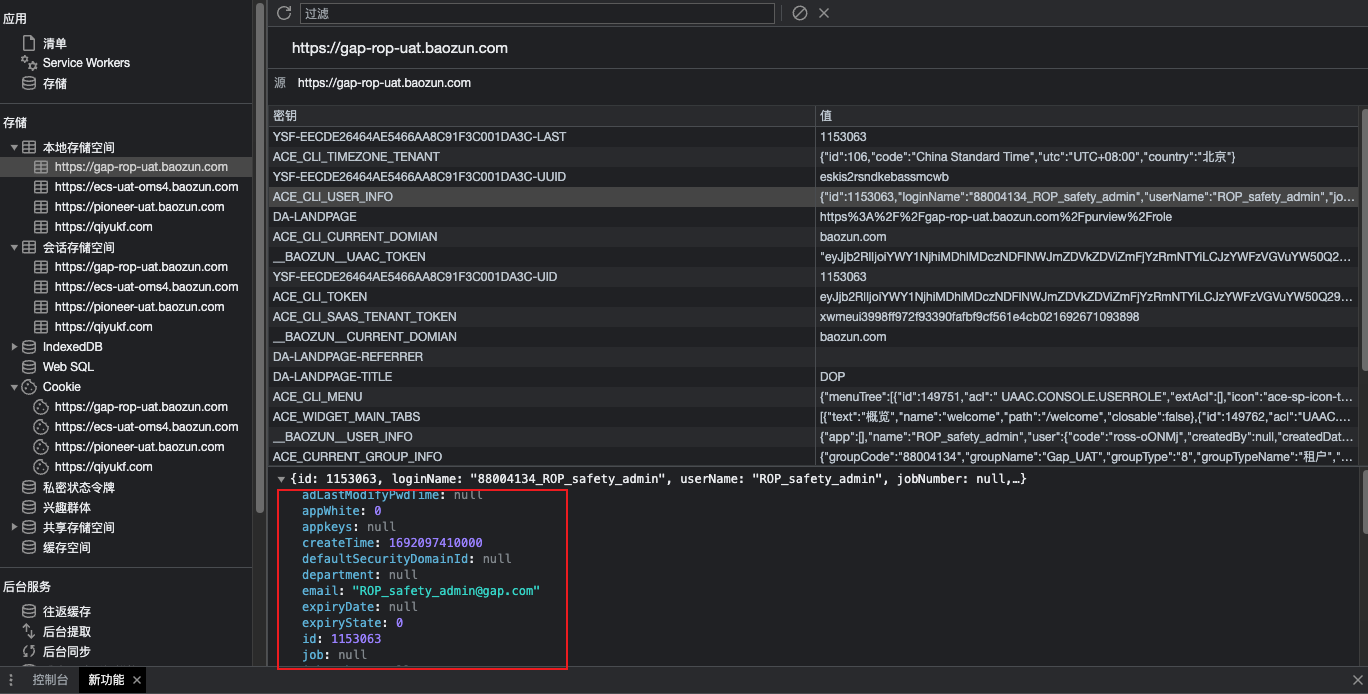 应用
清单
Service Workers
存储
存储
本地存储空间
https://gap-rop-uat.baozun.com
https://ecs-uat-oms4.baozun.com
https://pioneer-uat.baozun.com
https://qiyukf.com
会话存储空间
https://gap-rop-uat.baozun.com
https://ecs-uat-oms4.baozun.com
https://pioneer-uat.baozun.com
https://qiyukf.com
IndexedDB
Web SQL
Cookie
https://gap-rop-uat.baozun.com
https://ecs-uat-oms4.baozun.com
https://pioneer-uat.baozun.com
https://qiyukf.com
私密状态令牌
兴趣群体
共享存储空间
缓存空间
后台服务
往返缓存
后台提取
后台同步
过滤
https://gap-rop-uat.baozun.com
源 https://gap-rop-uat.baozun.com
密钥 值
YSF-EECDE26464AE5466AA8C91F3C001DA3C-LAST 1153063
ACE_CLI_TIMEZONE_TENANT {"id":106,"code":"China Standard Time","utc":"UTC+08:00","country":"北京"}
YSF-EECDE26464AE5466AA8C91F3C001DA3C-UUID eskis2rsndkebassmcwb
ACE_CLI_USER_INFO {"id":1153063,"loginName":"88004134_ROP_safety_admin","userName":"ROP_safety_admin","jo…
DA-LANDPAGE https%3A%2F%2Fgap-rop-uat.baozun.com%2Fpurview%2Frole
ACE_CLI_CURRENT_DOMIAN baozun.com
__BAOZUN__UAAC_TOKEN
YSF-EECDE26464AE5466AA8C91F3C001DA3C-UID 1153063
ACE_CLI_TOKEN
ACE_CLI_SAAS_TENANT_TOKEN xwmeui3998ff972f93390fafbf9cf561e4cb021692671093898
__BAOZUN__CURRENT_DOMIAN baozun.com
DA-LANDPAGE-REFERRER
DA-LANDPAGE-TITLE DOP
ACE_CLI_MENU {"menuTree":[{"id":149751,"acl":" UAAC.CONSOLE.USERROLE","extAcl":[],"icon":"ace-sp-icon-t…
ACE_WIDGET_MAIN_TABS [{"text":"概览","name":"welcome","path":"/welcome","closable":false},{"id":149762,"acl":"UAAC.…
__BAOZUN__USER_INFO {"app":[],"name":"ROP_safety_admin","user":{"code":"ross-oONMj","createdBy":null,"createdDat…
ACE_CURRENT_GROUP_INFO {"groupCode":"88004134","groupName":"Gap_UAT","groupType":"8","groupTypeName":"租户","…
{id: 1153063, loginName: "88004134_ROP_safety_admin", userName: "ROP_safety_admin", jobNumber: null,…}
adLastModifyPwdTime: null
appWhite: 0
appkeys: null
createTime: 1692097410000
defaultSecurityDomainId: null
department: null
email: "ROP_safety_admin@gap.com"
expiryDate: null
expiryState: 0
id: 1153063
job: null
控制台 新功能